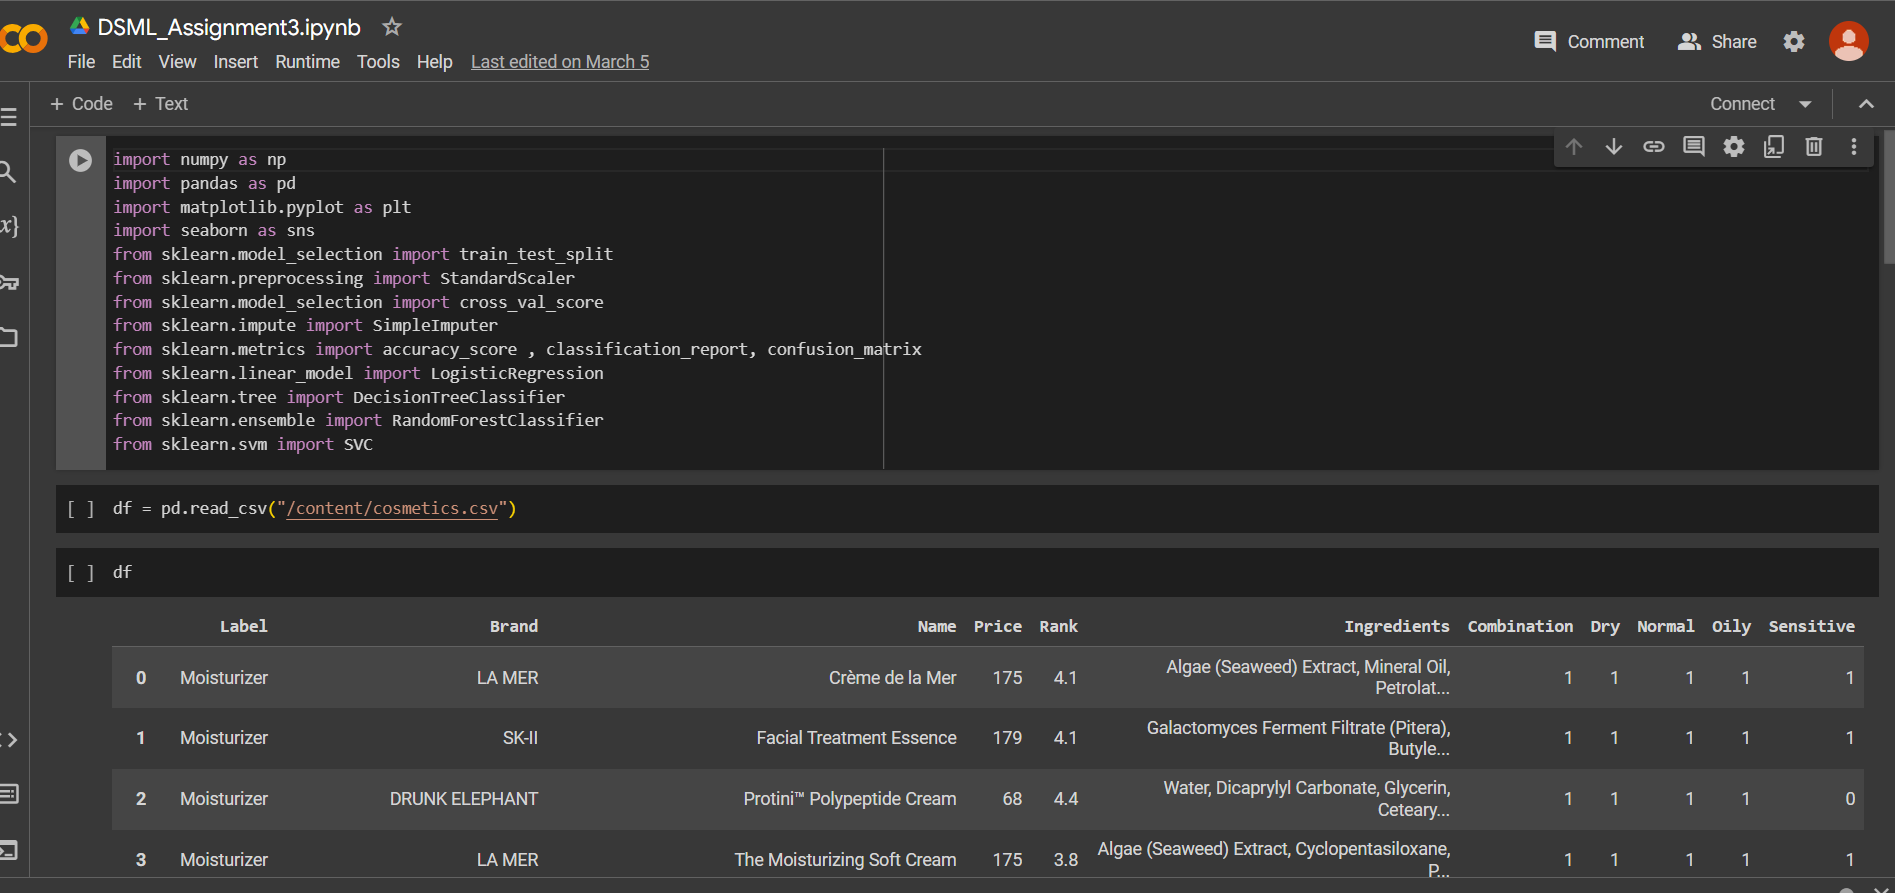 DSML_Assignment3.ipynb
File Edit View Insert Runtime Tools Help Last edited on March 5
Comment Share
+ Code + Text
Connect
import numpy as np
import pandas as pd
import matplotlib.pyplot as plt
import seaborn as sns
from sklearn.model_selection import train_test_split
from sklearn.preprocessing import StandardScaler
from sklearn.model_selection import cross_val_score
from sklearn.impute import SimpleImputer
from sklearn.metrics import accuracy_score , classification_report, confusion_matrix
from sklearn.linear_model import LogisticRegression
from sklearn.tree import DecisionTreeClassifier
from sklearn.ensemble import RandomForestClassifier
from sklearn.svm import SVC
[ ] df = pd.read_csv("/content/cosmetics.csv")
[ ] df
Label Brand Name Price Rank Ingredients Combination Dry Normal Oily Sensitive
0 Moisturizer LA MER Crème de la Mer 175 4.1 Algae (Seaweed) Extract, Mineral Oil, 1 1 1 1 1
Petrolat...
1 Moisturizer SK-II Facial Treatment Essence 179 4.1 Galactomyces Ferment Filtrate (Pitera), 1 1 1 1 1
Butyle...
2 Moisturizer DRUNK ELEPHANT Protini™ Polypeptide Cream 68 4.4 Water, Dicaprylyl Carbonate, Glycerin, 1 1 1 1 0
Ceteary...
3 Moisturizer LA MER The Moisturizing Soft Cream 175 3.8 Algae (Seaweed) Extract, Cyclopentasiloxane, 1 1 1 1 1
P...